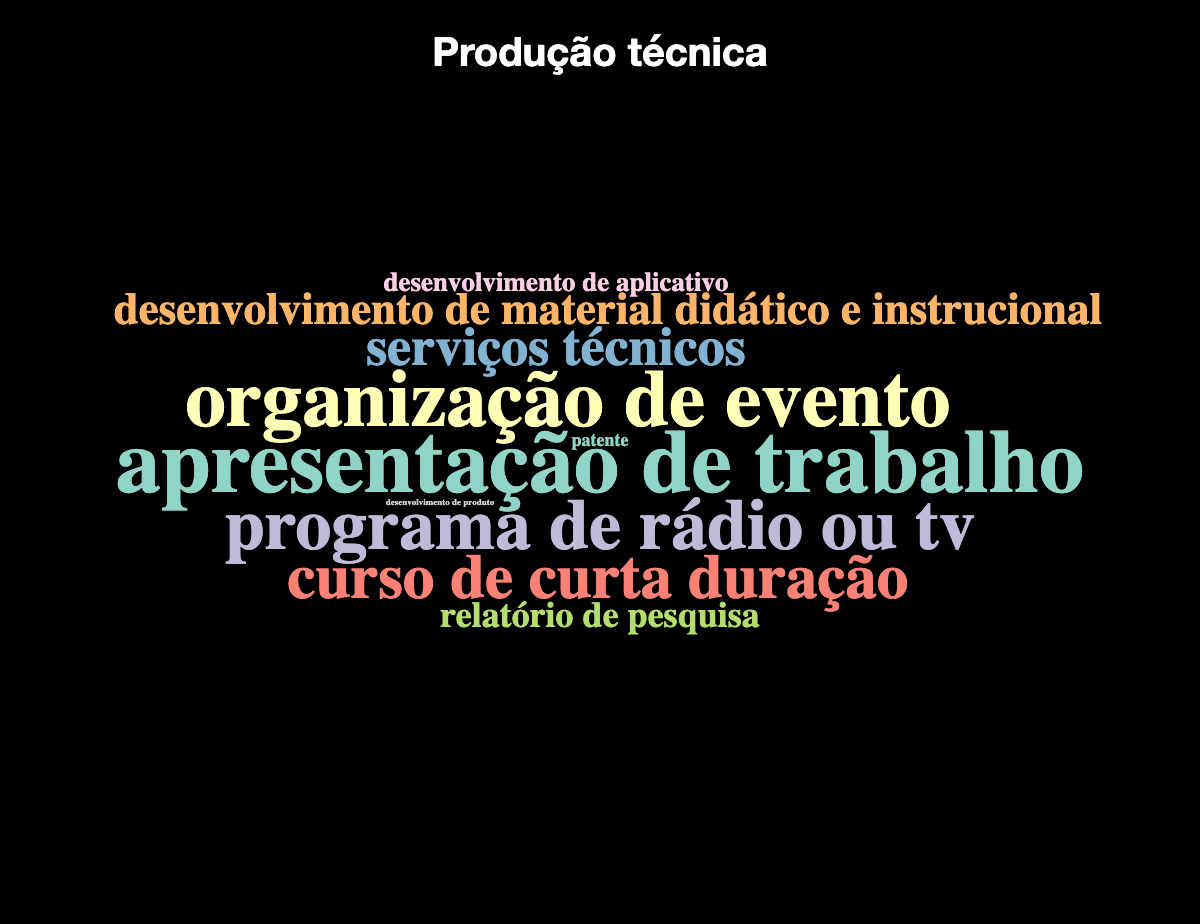 Produção técnica
desenvolvimento de aplicativo
desenvolvimento de material didático e instrucional
serviços técnicos
organização de evento
patente
apresentação de trabalho
desenvolvimento de produto
programa de rádio ou tv
curso de curta duração
relatório de pesquisa